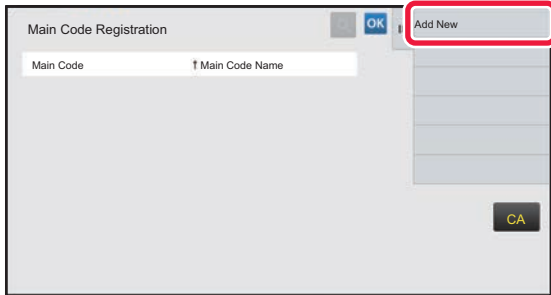 Main Code Registration
OK
Add New
Main Code
Main Code Name
CA